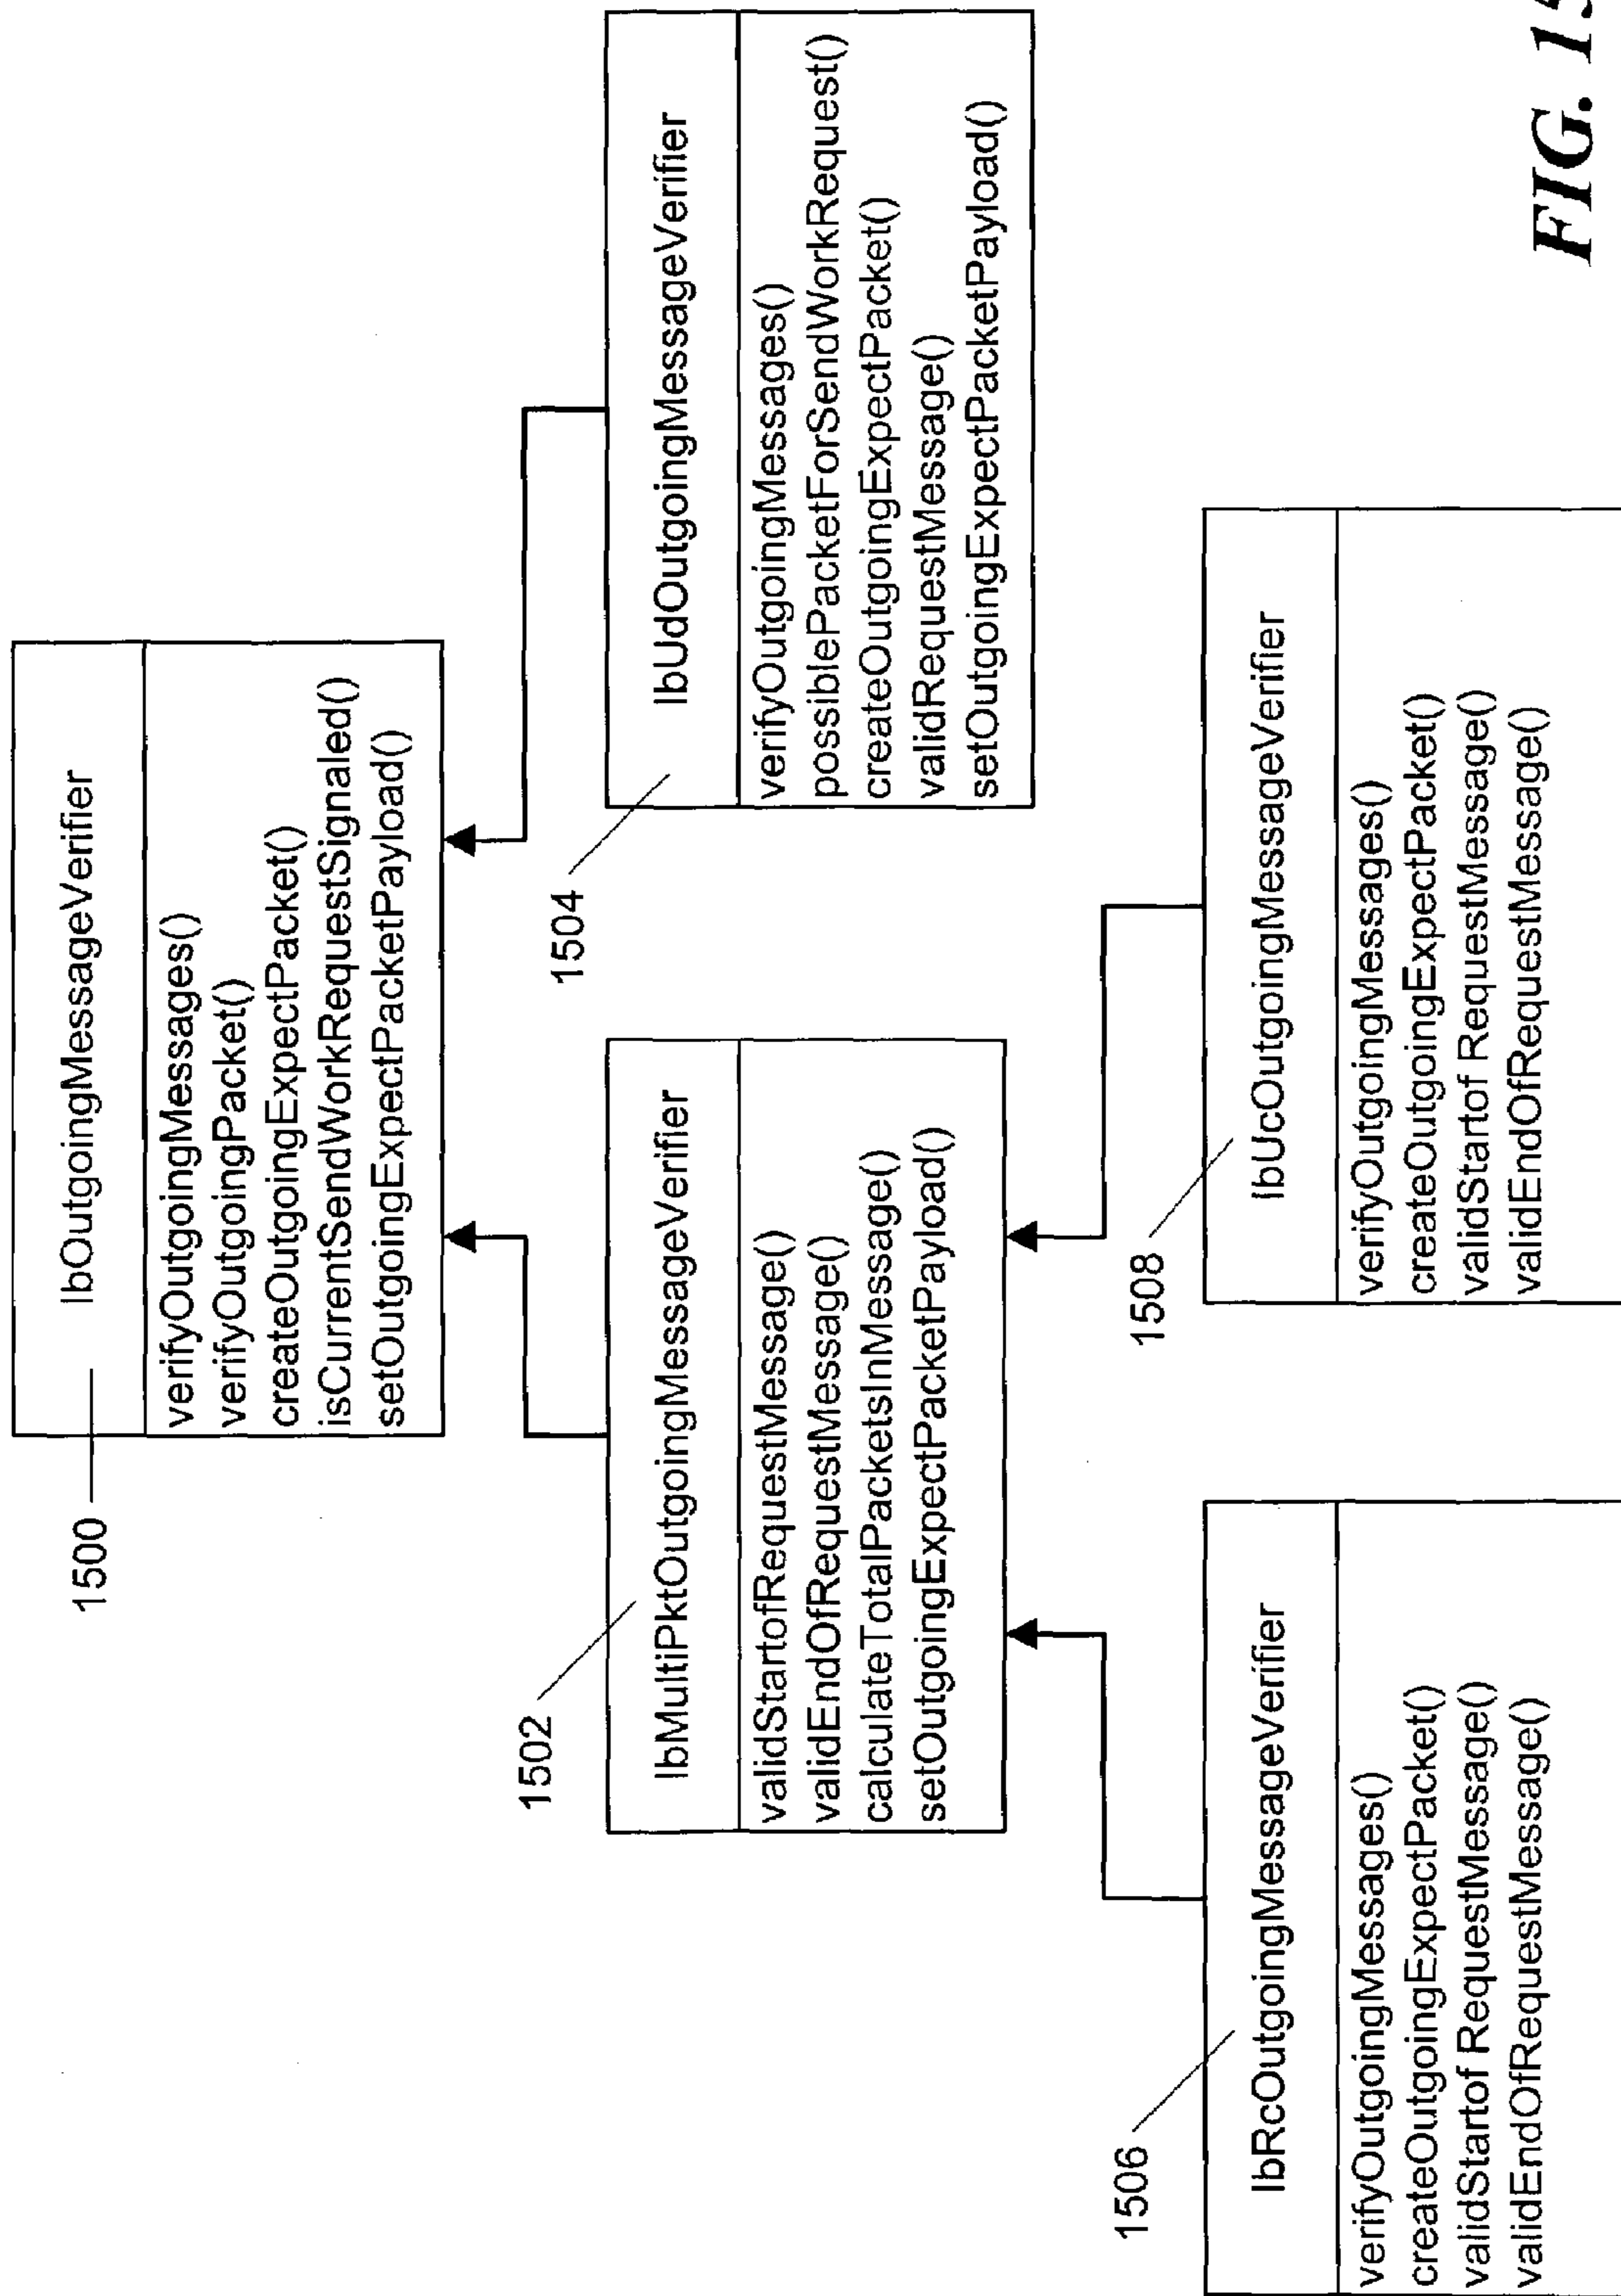 1500
IbOutgoingMessageVerifier
verifyOutgoingMessages()
verifyOutgoingPacket()
createOutgoingExpectPacket()
isCurrentSendWorkRequestSignaled()
setOutgoingExpectPacketPayload()
1502
IbMultiPktOutgoingMessageVerifier
validStartofRequestMessage()
validEndOfRequestMessage()
calculateTotalPacketsInMessage()
setOutgoingExpectPacketPayload()
1504
IbUdOutgoingMessageVerifier
verifyOutgoingMessages()
possiblePacketForSendWorkRequest()
createOutgoingExpectPacket()
validRequestMessage()
setOutgoingExpectPacketPayload()
1506
IbRcOutgoingMessageVerifier
verifyOutgoingMessages()
createOutgoingExpectPacket()
validStartof RequestMessage()
validEndOfRequestMessage()
1508
IbUcOutgoingMessageVerifier
verifyOutgoingMessages()
createOutgoingExpectPacket()
validStartof RequestMessage()
validEndOfRequestMessage()
FIG. 15